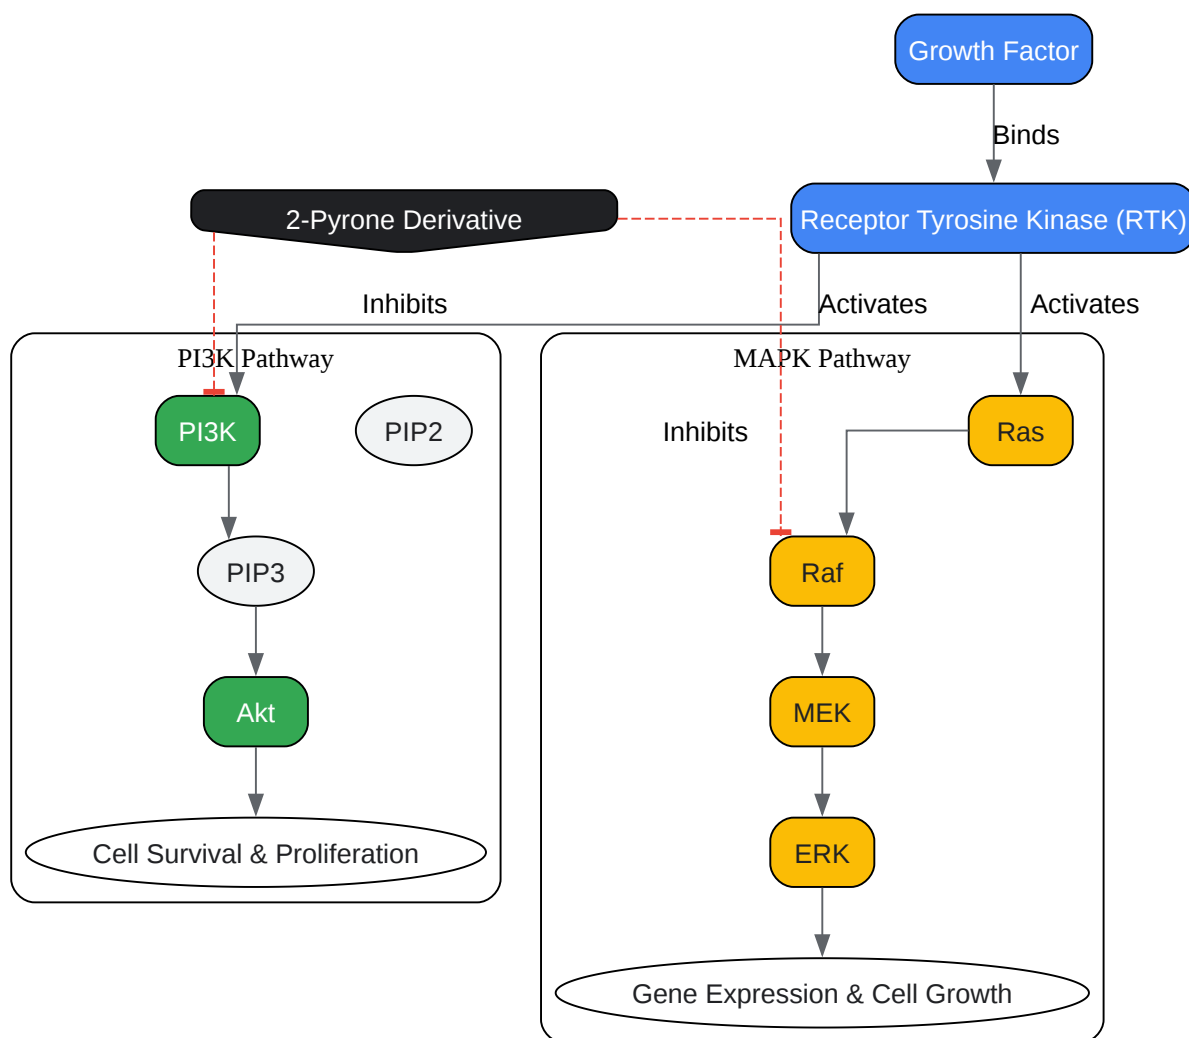 Growth Factor
Binds
2-Pyrone Derivative
Receptor Tyrosine Kinase (RTK)
Inhibits
Activates
Activates
PI3K Pathway
MAPK Pathway
PI3K
PIP2
Inhibits
Ras
PIP3
Raf
Akt
MEK
Cell Survival & Proliferation
ERK
Gene Expression & Cell Growth